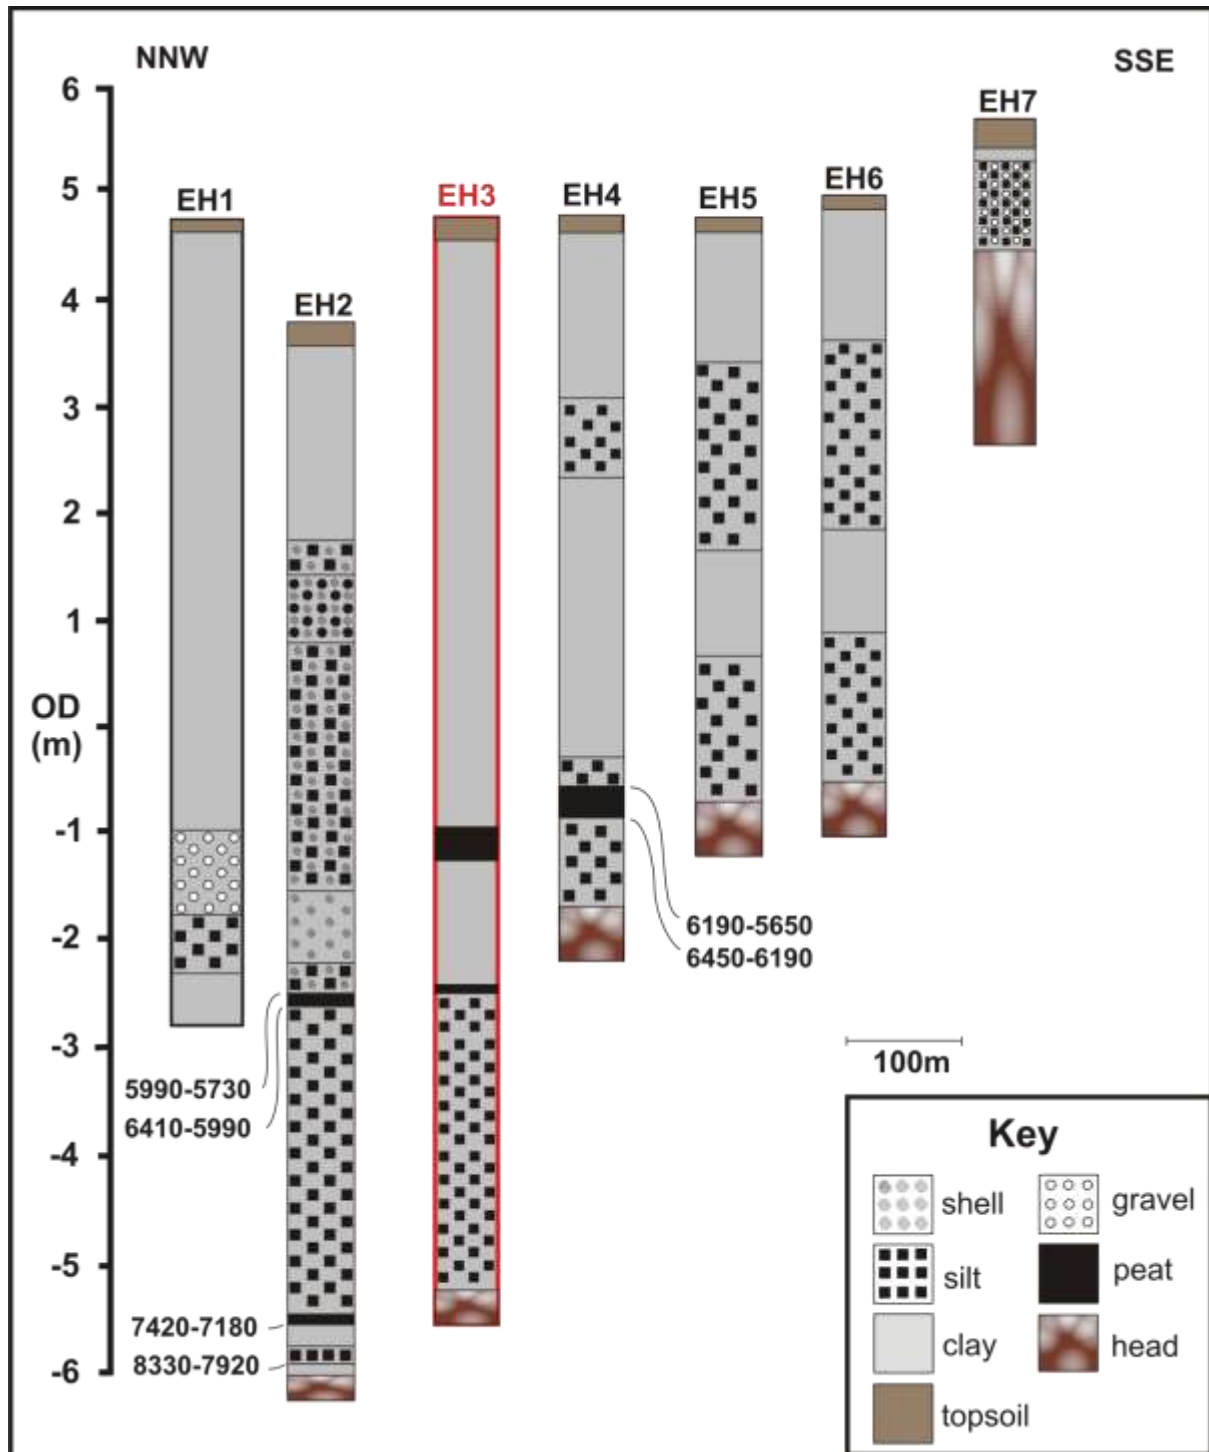 NNW
SSE
6
EH7
5
EH1
EH3
EH4
EH5
EH6
4
EH2
3
2
1
OD
(m)
-1
-2
6190-5650
6450-6190
-3
100m
5990-5730
6410-5990
-4
-5
7420-7180
8330-7920
-6
Key
shell
gravel
silt
peat
clay
head
topsoil